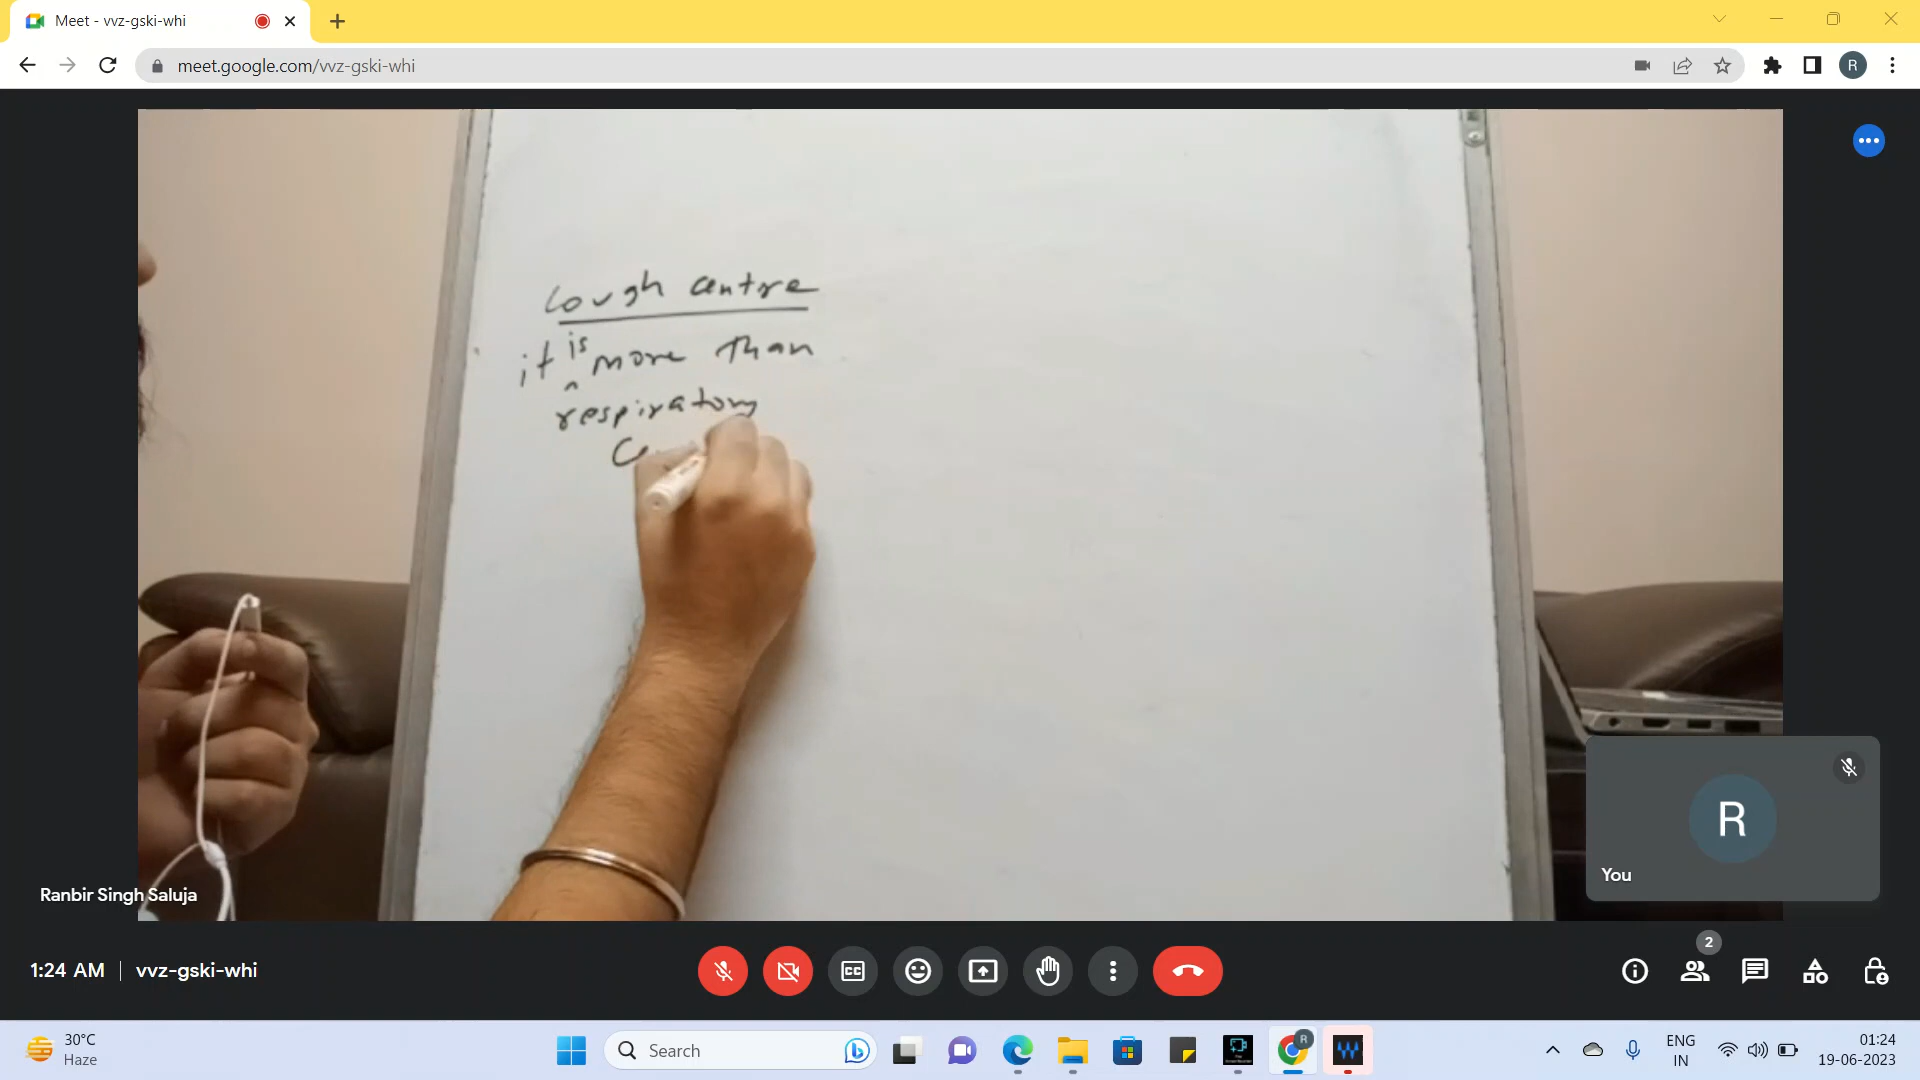 Meet - vvz-gski-whi
meet.google.com/vvz-gski-whi
R
Cough centre
it is more than
respiratory
R
You
Ranbir Singh Saluja
1:24 AM | vvz-gski-whi
CC
2
30°C
Haze
Search
R
ENG
IN
01:24
19-06-2023